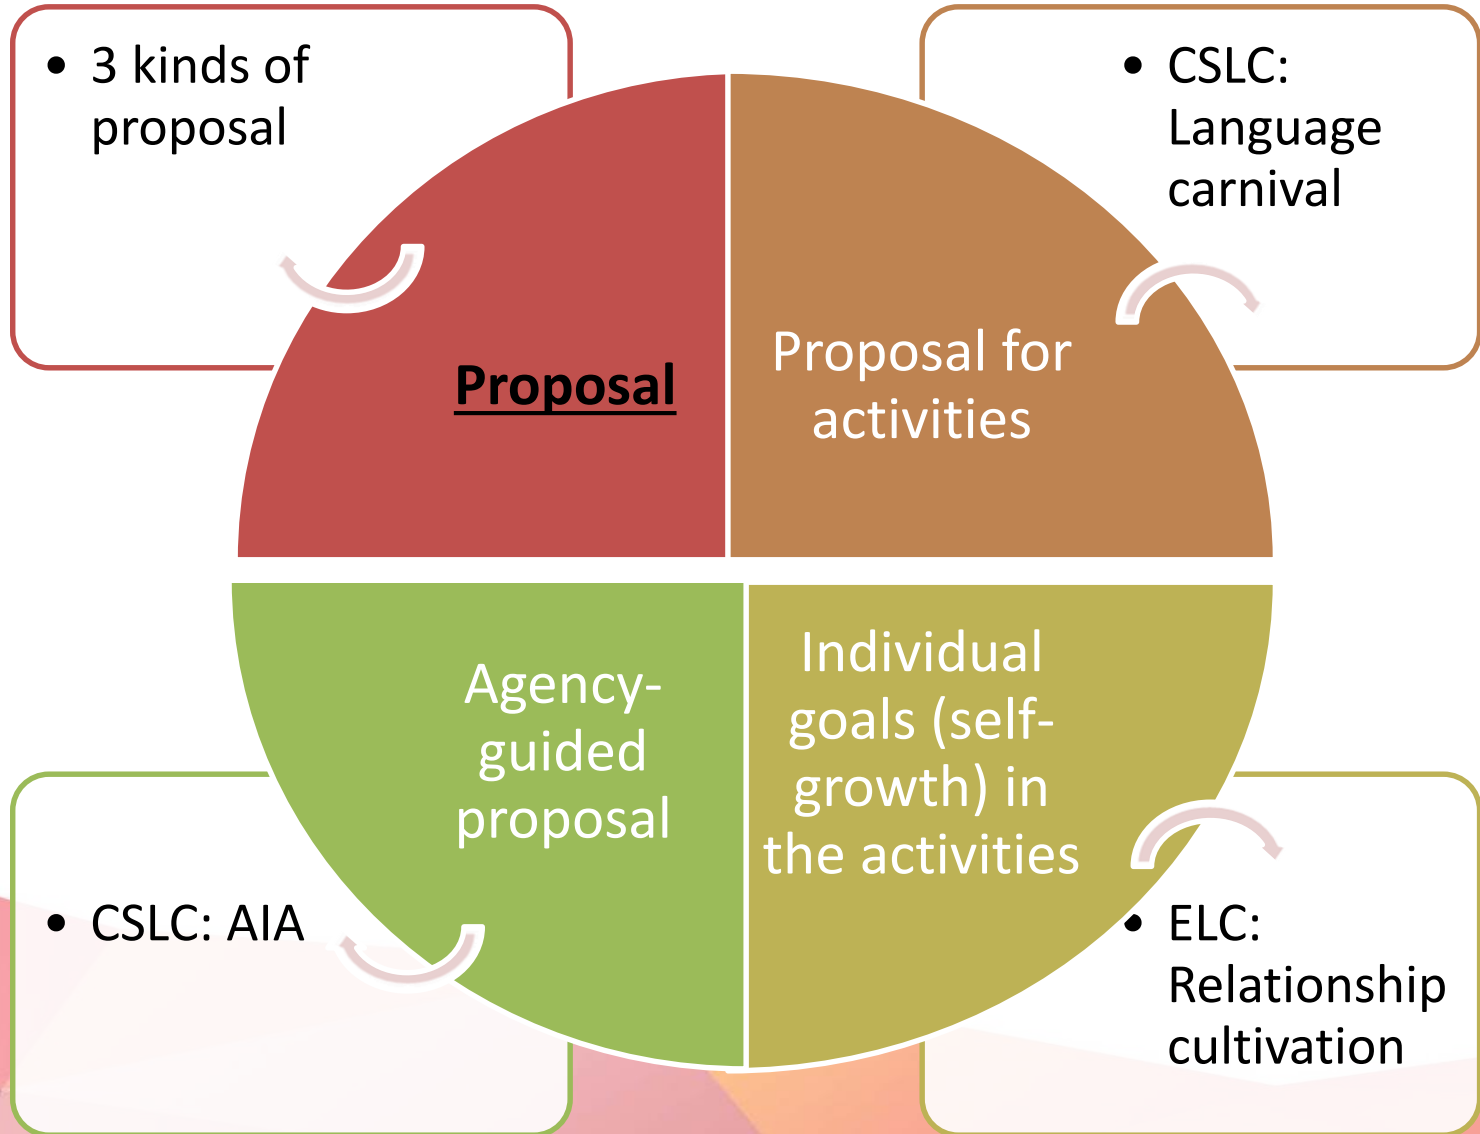 • 3 kinds of
proposal
• CSLC:
Language
carnival
Proposal
Proposal for
activities
Agency-
guided
proposal
Individual
goals (self-
growth) in
the activities
• CSLC: AIA
• ELC:
Relationship
cultivation